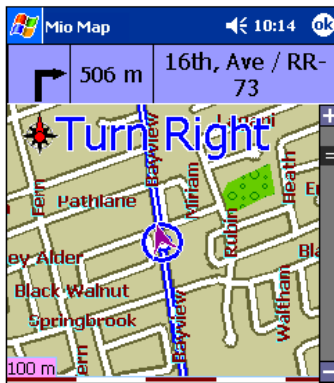 Mio Map
10:14
ok
506 m
16th, Ave / RR-
73
Turn Right
Bayview
Miriam
Fern
Pathlane
Rubin
Heath
ey Alder
Black Walnut
Springbrook
Bayview
Waltham
ern
100 m